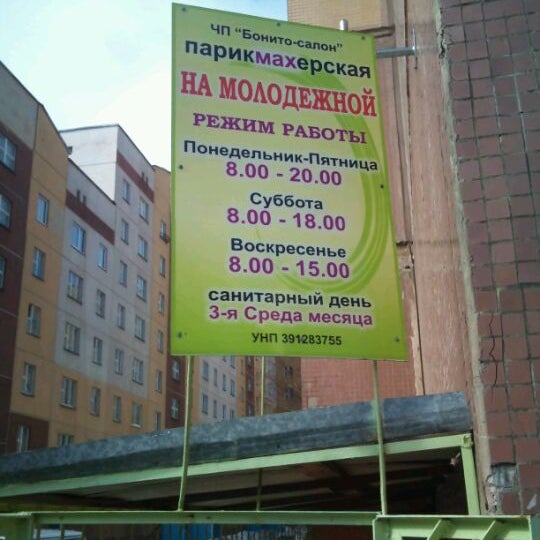 ЧП "Бонито-салон"
парикмахерская
НА МОЛОДЕЖНОЙ
РЕЖИМ РАБОТЫ
Понедельник-Пятница
8.00 - 20.00
Суббота
8.00 - 18.00
Воскресенье
8.00 - 15.00
санитарный день
3-я Среда месяца
УНП 391283755